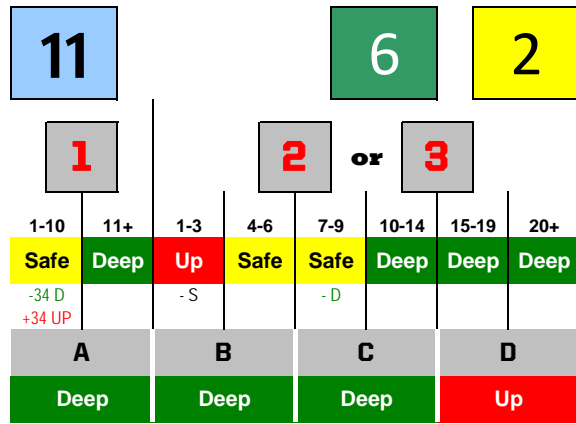 11 6 2
1 2 or 3
1-10 11+ 1-3 4-6 7-9 10-14 15-19 20+
Safe Deep Up Safe Safe Deep Deep Deep
-34 D - S - D
+34 UP
A B C D
Deep Deep Deep Up